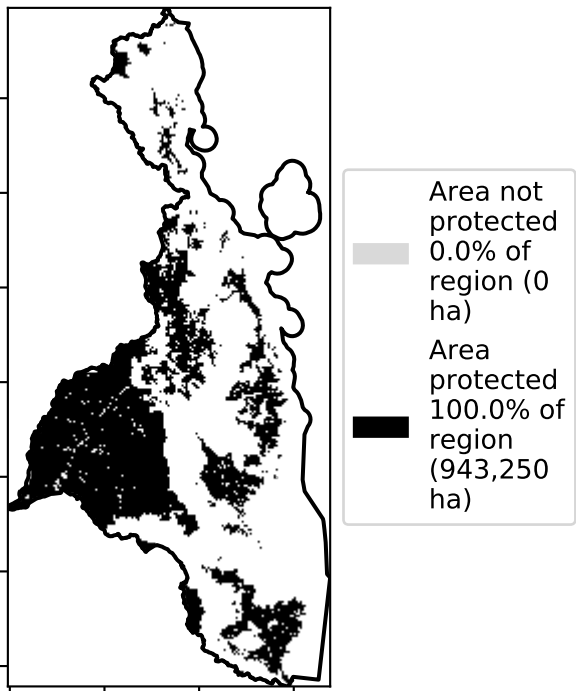 Area not
protected
0.0% of
region (0
ha)
Area
protected
100.0% of
region
(943,250
ha)